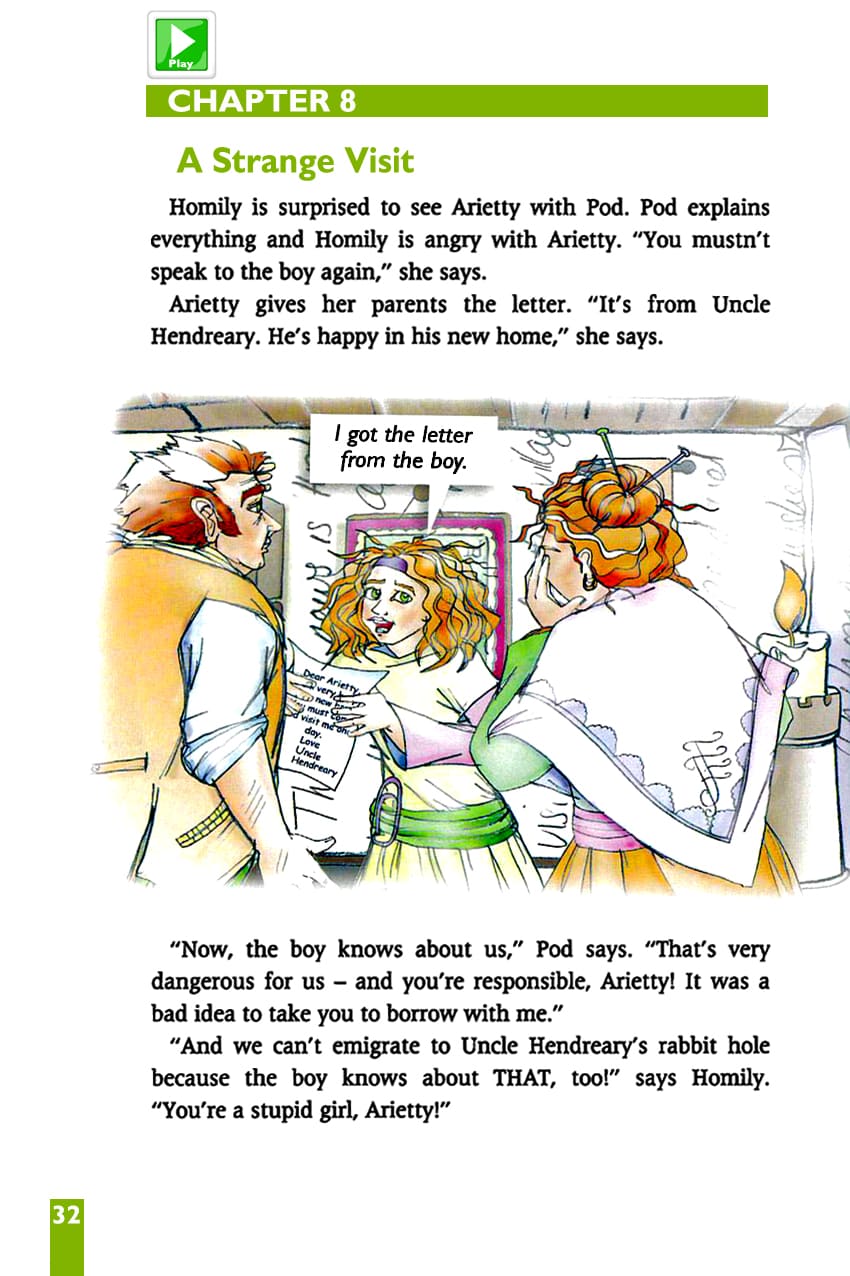 Play
CHAPTER 8
A Strange Visit
Homily is surprised to see Arietty with Pod. Pod explains
everything and Homily is angry with Arietty. “You mustn’t
speak to the boy again,” she says.
Arietty gives her parents the letter. “It’s from Uncle
Hendreary. He’s happy in his new home,” she says.
I got the letter
from the boy.
Dear Arietty
very
new
must
visit me
day.
Love
Uncle
Hendreary
VISI
“Now, the boy knows about us,” Pod says. “That’s very
dangerous for us – and you’re responsible, Arietty! It was a
bad idea to take you to borrow with me.”
“And we can’t emigrate to Uncle Hendreary’s rabbit hole
because the boy knows about THAT, too!” says Homily.
“You’re a stupid girl, Arietty!”
32